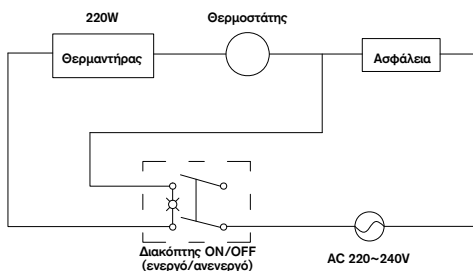 220W
Θερμοστάτης
Θερμαντήρας
Ασφάλεια
Διακόπτης ON/OFF
(ενεργό/ανενεργό)
AC 220~240V